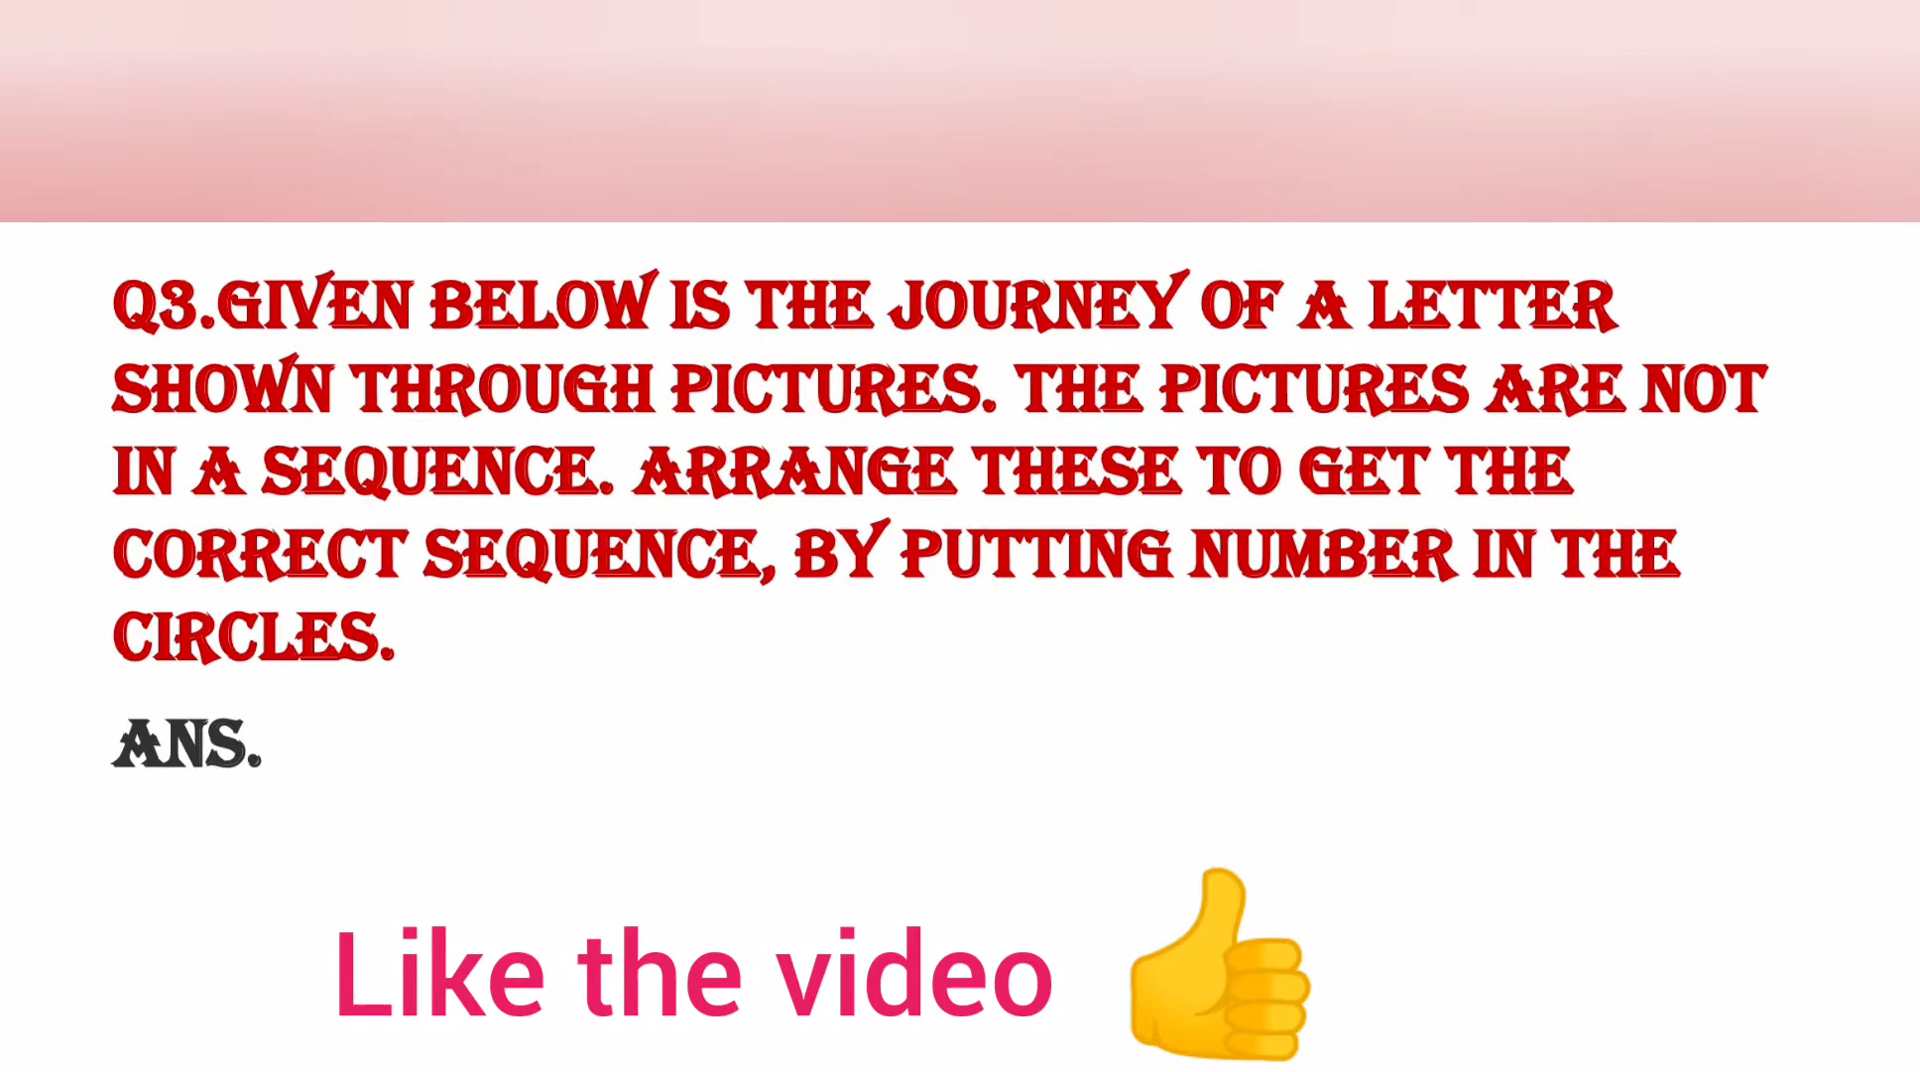 Q3.GIVEN BELOW IS THE JOURNEY OF A LETTER
SHOWN THROUGH PICTURES. THE PICTURES ARE NOT
IN A SEQUENCE. ARRANGE THESE TO GET THE
CORRECT SEQUENCE, BY PUTTING NUMBER IN THE
CIRCLES.
ANS.
Like the video